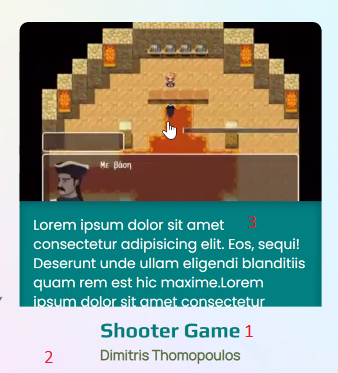 Με βάση
Lorem ipsum dolor sit amet 3
consectetur adipisicing elit. Eos, sequi!
Deserunt unde ullam eligendi blanditiis
quam rem est hic maxime.Lorem
ipsum dolor sit amet consectetur
Shooter Game 1
2 Dimitris Thomopoulos